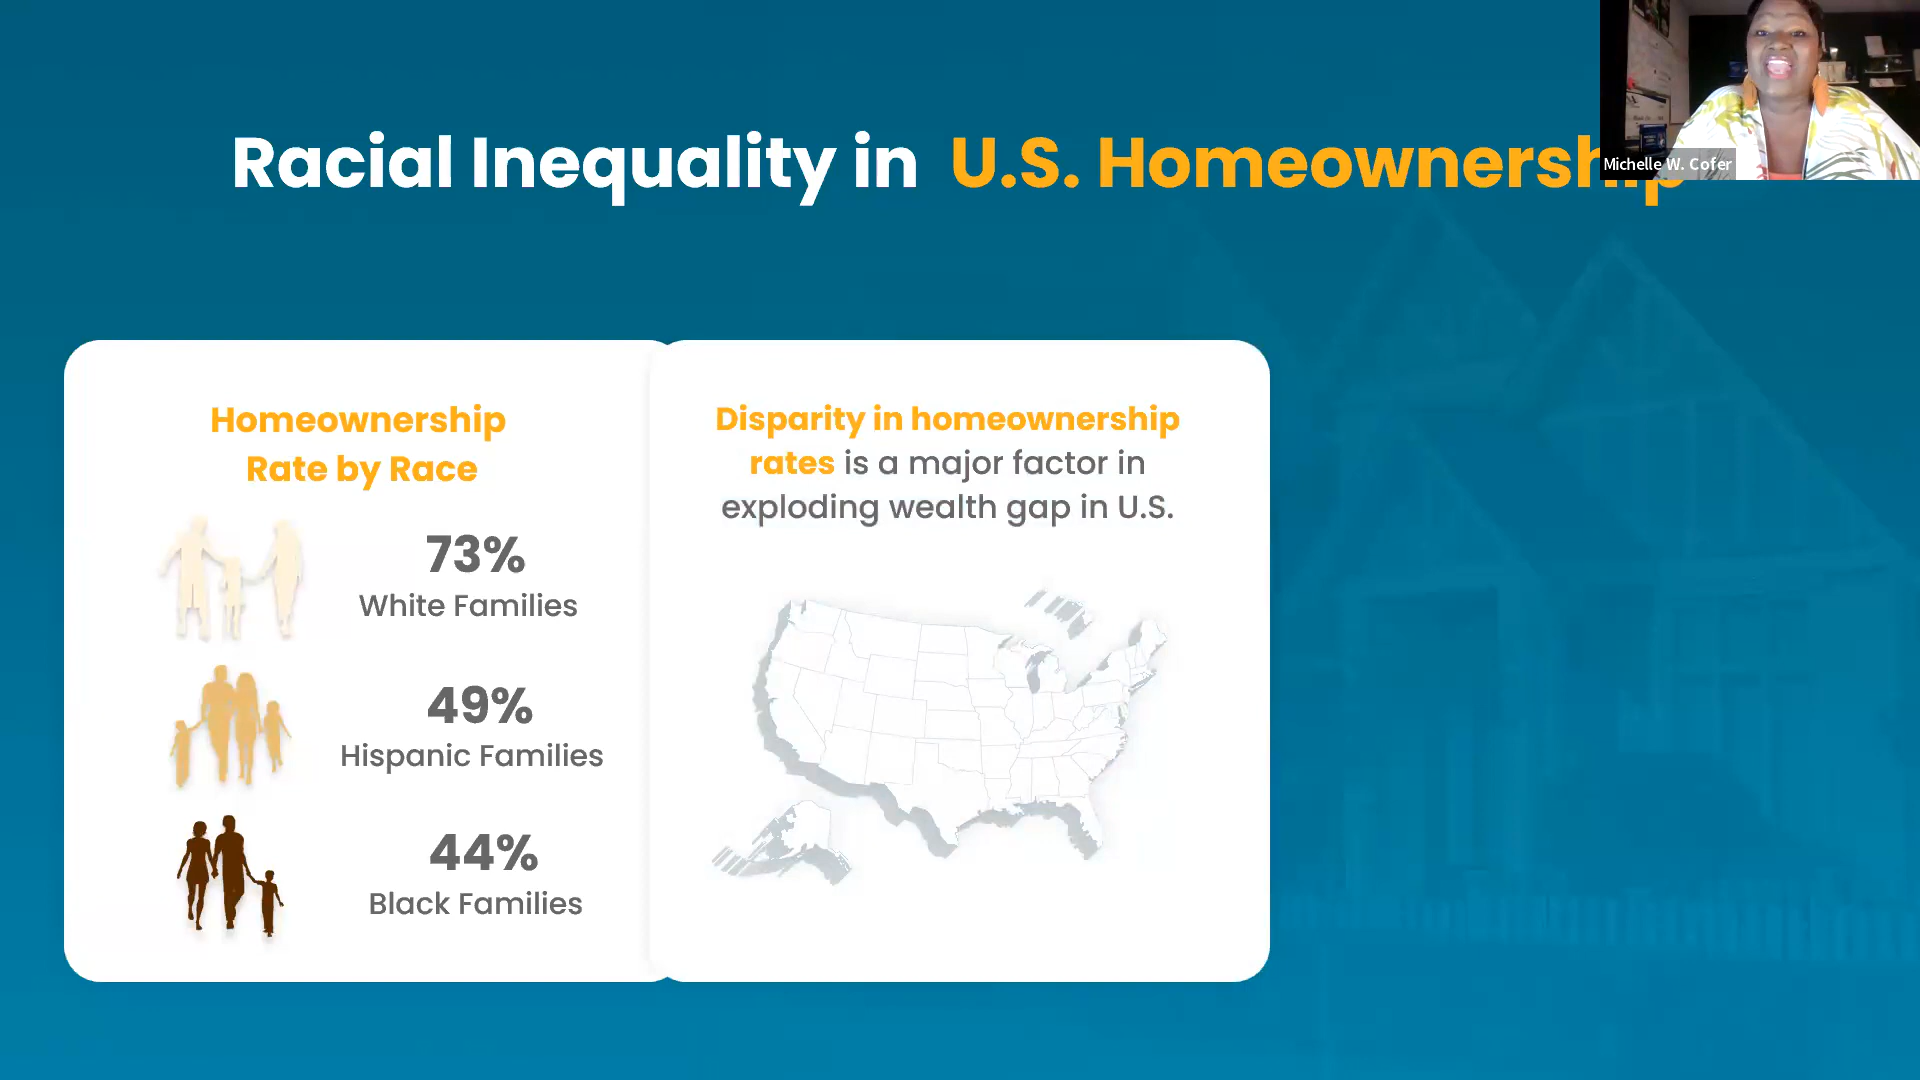 Racial Inequality in U.S. Homeownership
Michelle W. Cofer
Homeownership
Rate by Race
73%
White Families
49%
Hispanic Families
44%
Black Families
Disparity in homeownership
rates is a major factor in
exploding wealth gap in U.S.